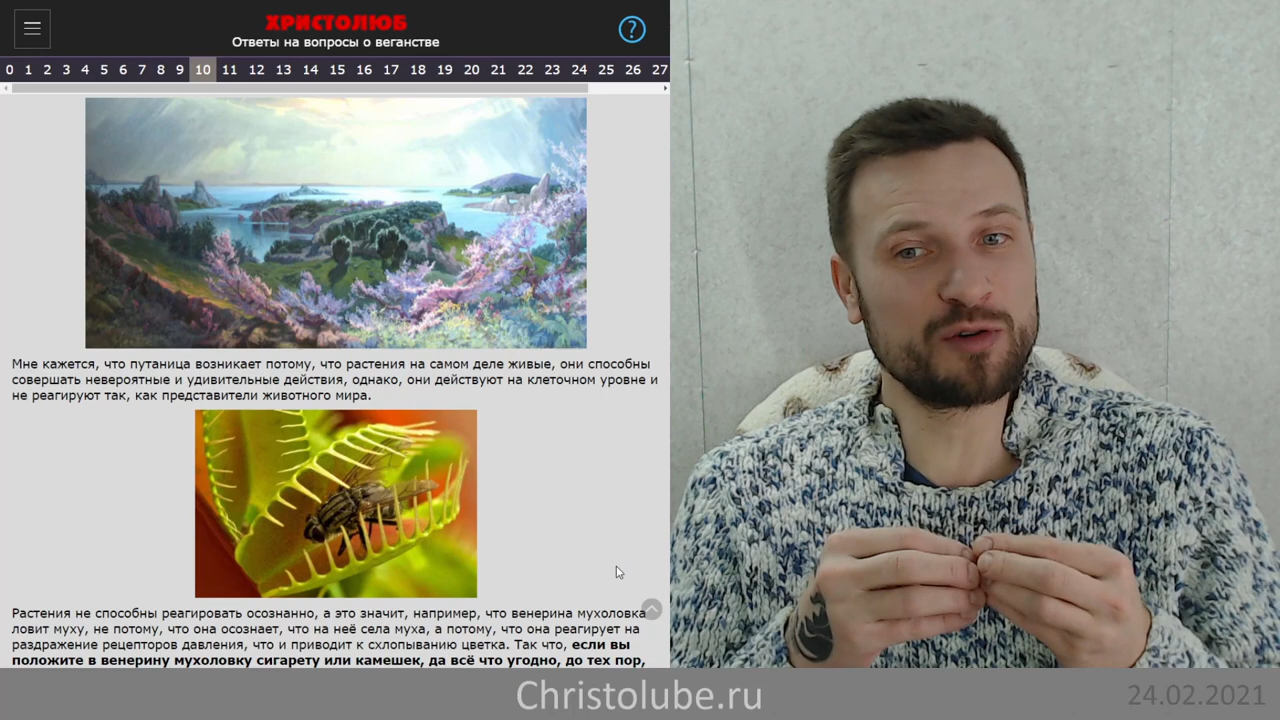 ХРИСТОЛЮБ
Ответы на вопросы о веганстве
?
0 1 2 3 4 5 6 7 8 9 10 11 12 13 14 15 16 17 18 19 20 21 22 23 24 25 26 27
Мне кажется, что путаница возникает потому, что растения на самом деле живые, они способны
совершать невероятные и удивительные действия, однако, они действуют на клеточном уровне и
не реагируют так, как представители животного мира.
Растения не способны реагировать осознанно, а это значит, например, что венерина мухоловка
ловит муху, не потому, что она осознает, что на неё села муха, а потому, что она реагирует на
раздражение рецепторов давления, что и приводит к схлопыванию цветка. Так что, если вы
положите в венерину мухоловку сигарету или камешек, да всё что угодно, до тех пор,
Christolube.ru
24.02.2021